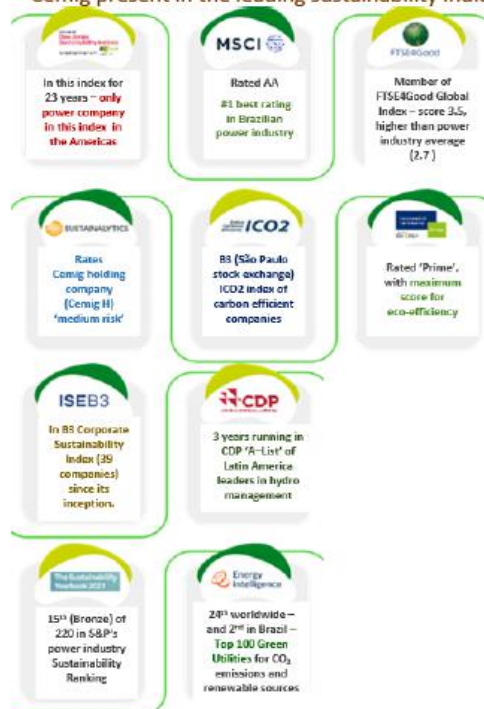 Cemig present in the leading sustainability indi
Dow Jones
Sustainability Indices
In this index for
23 years – only
power company
in this index in
the Americas
MSCI
Rated AA
#1 best rating
in Brazilian
power industry
FTSE4Good
Member of
FTSE4Good Global
Index – score 3.5,
higher than power
industry average
(2.7 )
SUSTAINALYTICS
Rates
Cemig holding
company
(Cemig H)
'medium risk'
ICO2
B3 (São Paulo
stock exchange)
ICO2 index of
carbon efficient
companies
Rated 'Prime',
with maximum
score for
eco-efficiency
ISEB3
In B3 Corporate
Sustainability
Index (39
companies)
since its
inception.
CDP
3 years running in
CDP 'A–List' of
Latin America
leaders in hydro
management
The Sustainability
Yearbook 2021
15th (Bronze) of
220 in S&P's
power industry
Sustainability
Ranking
Energy
Intelligence
24th worldwide –
and 2nd in Brazil –
Top 100 Green
Utilities for CO₂
emissions and
renewable sources